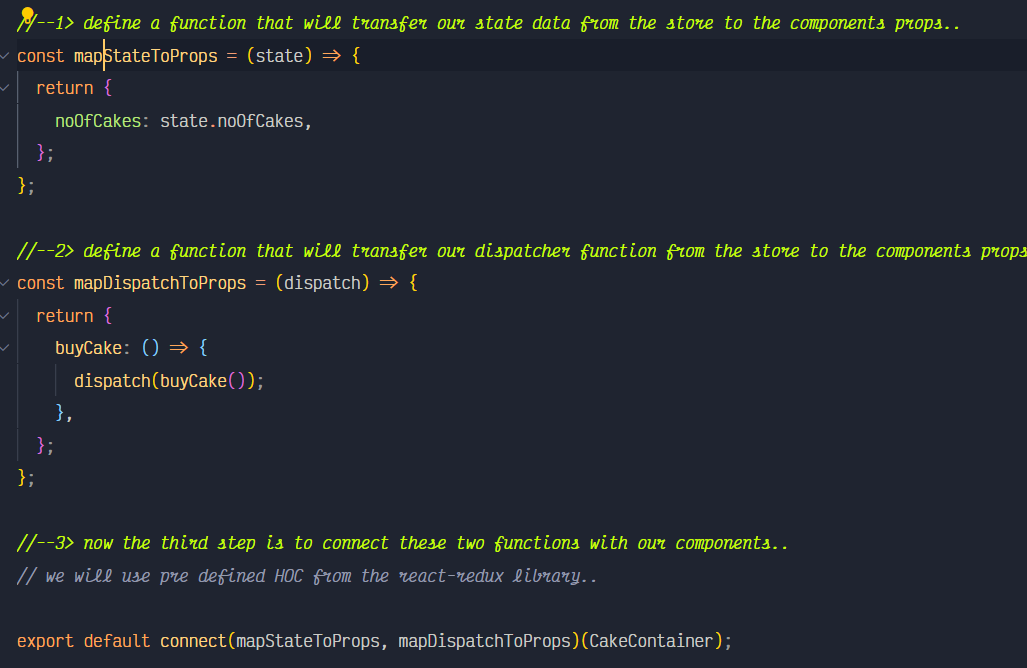 //--1> define a function that will transfer our state data from the store to the components props..
const mapStateToProps = (state) => {
return {
noOfCakes: state.noOfCakes,
};
};
//--2> define a function that will transfer our dispatcher function from the store to the components props
const mapDispatchToProps = (dispatch) => {
return {
buyCake: () => {
dispatch(buyCake());
},
};
};
//--3> now the third step is to connect these two functions with our components..
// we will use pre defined HOC from the react-redux library..
export default connect(mapStateToProps, mapDispatchToProps)(CakeContainer);